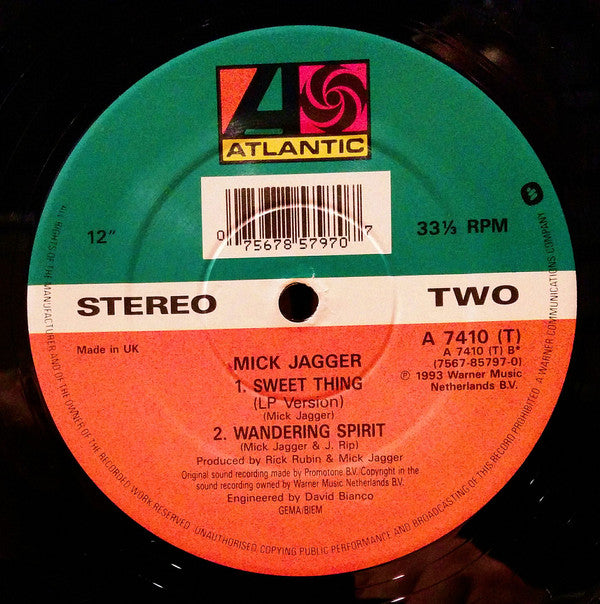 ATLANTIC
12"
0 75678 57970 7
33⅓ RPM
STEREO
TWO
Made in UK
A 7410 (T)
A 7410 (T) B*
(7567-85797-0)
℗ 1993 Warner Music
Netherlands B.V.
MICK JAGGER
1. SWEET THING
(LP Version)
(Mick Jagger)
2. WANDERING SPIRIT
(Mick Jagger & J. Rip)
Produced by Rick Rubin & Mick Jagger
Original sound recording made by Promotone B.V. Copyright in the
sound recording owned by Warner Music Netherlands B.V.
Engineered by David Bianco
GEMA/BIEM
ALL RIGHTS OF THE MANUFACTURER AND OF THE OWNER OF THE RECORDED WORK RESERVED ·UNAUTHORISED COPYING PUBLIC PERFORMANCE AND BROADCASTING OF THIS RECORD PROHIBITED. A WARNER COMMUNICATIONS COMPANY